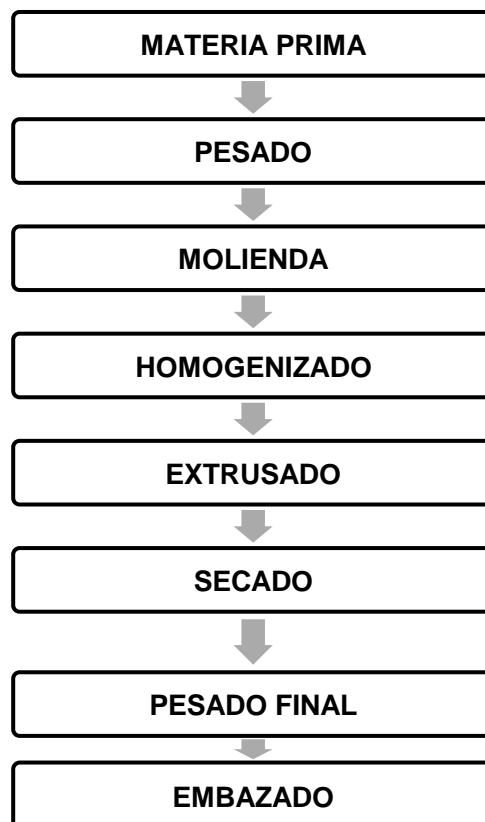 MATERIA PRIMA
PESADO
MOLIENDA
HOMOGENIZADO
EXTRUSADO
SECADO
PESADO FINAL
EMBAZADO